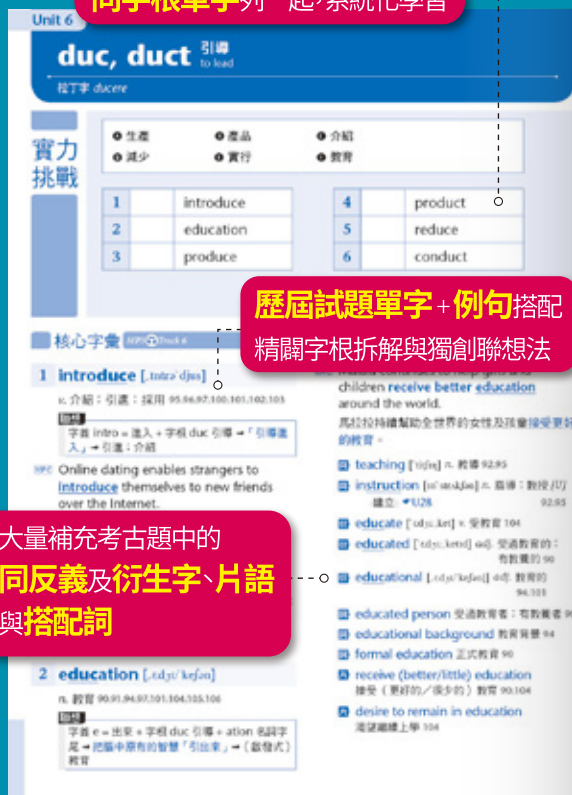 同字根單字列一起,系統化學習
Unit 6
duc, duct 引導
to lead
拉丁字 ducere
實力
挑戰
❶ 生產 ❷ 產品 ❸ 介紹
❹ 減少 ❺ 實行 ❻ 教育
1 introduce 4 product
2 education 5 reduce
3 produce 6 conduct
歷屆試題單字+例句搭配
精闢字根拆解與獨創聯想法
核心字彙
1 introduce
v. 介紹;引進;採用 95.96.97.100.101.102.103
聯想
字首 intro = 進入 + 字根 duc 引導 → 「引導進
入」→ 引進;介紹
Online dating enables strangers to
introduce themselves to new friends
over the Internet.
大量補充考古題中的
同反義及衍生字、片語
與搭配詞
2 education
n. 教育 90.91.94.97.101.104.105.106
聯想
字首 e = 出來 + 字根 duc 引導 + ation 名詞字
尾 → 把腦中原有的智慧「引出來」→(啟發式)
教育
children receive better education
around the world.
馬拉拉持續幫助全世界的女性及孩童接受更好
的教育。
teaching n. 教導 92.95
instruction n. 指導;教授 /U/
建立 U28 92.95
educate v. 受教育 104
educated adj. 受過教育的;
有教養的 90
educational adj. 教育的
94.101
educated person 受過教育者;有教養者
educational background 教育背景 94
formal education 正式教育 90
receive (better/little) education
接受(更好的/很少的)教育 90.104
desire to remain in education
渴望繼續上學 104